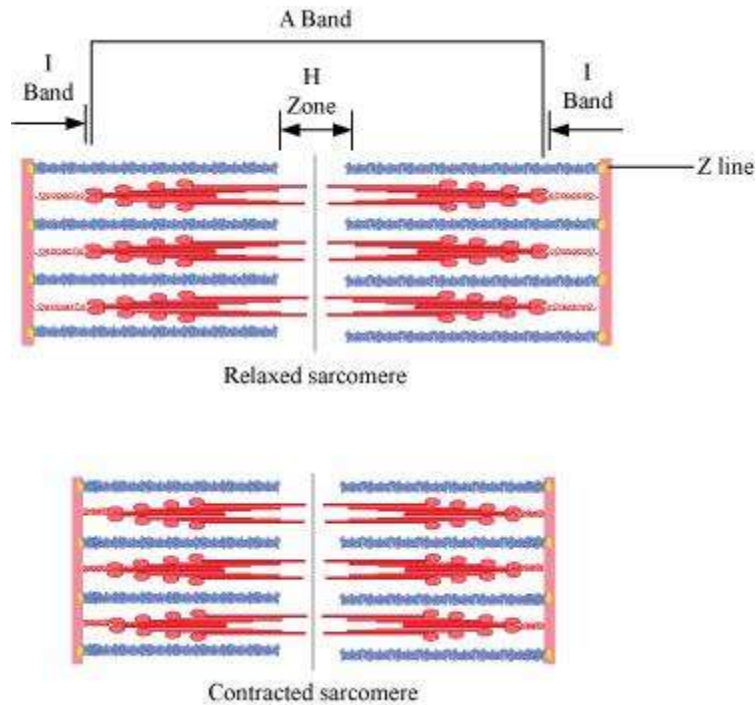 A Band
I
Band
H
Zone
I
Band
Z line
Relaxed sarcomere
Contracted sarcomere